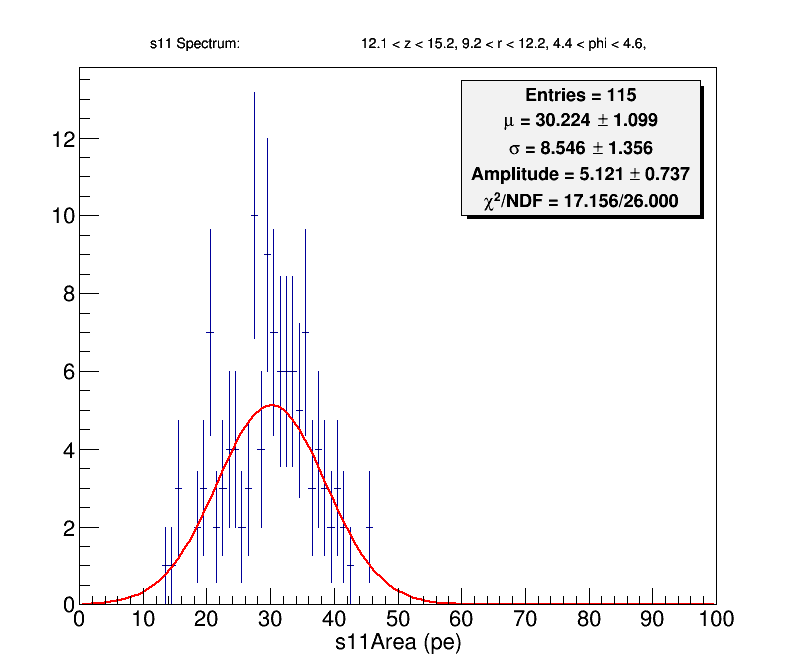 s11 Spectrum: 12.1 < z < 15.2, 9.2 < r < 12.2, 4.4 < phi < 4.6,
Entries = 115
μ = 30.224 ± 1.099
σ = 8.546 ± 1.356
Amplitude = 5.121 ± 0.737
χ²/NDF = 17.156/26.000
12
10
8
6
4
2
0
0 10 20 30 40 50 60 70 80 90 100
s11Area (pe)